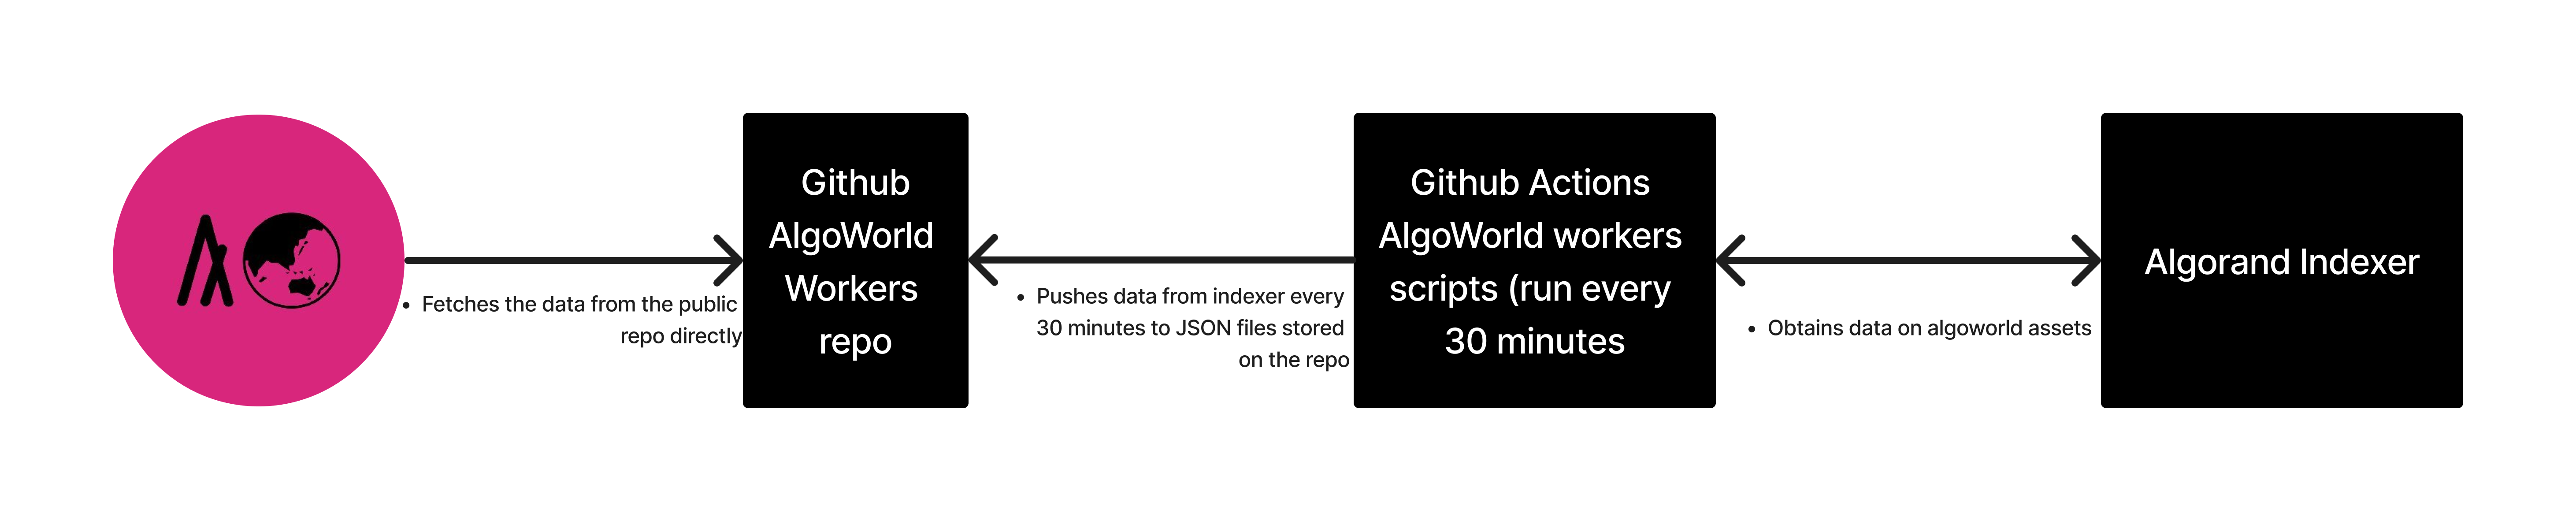 Github
AlgoWorld
Workers
repo
• Fetches the data from the public
repo directly
Github Actions
AlgoWorld workers
scripts (run every
30 minutes
• Pushes data from indexer every
30 minutes to JSON files stored
on the repo
Algorand Indexer
• Obtains data on algoworld assets